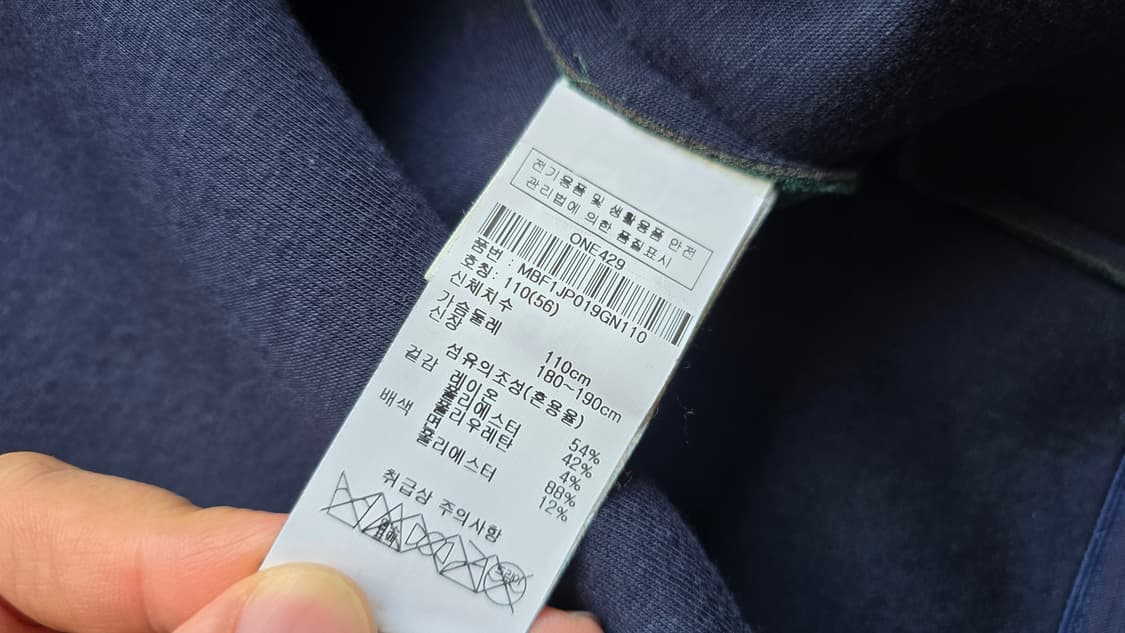 전기용품 및 생활용품 안전
관리법에 의한 품질표시
ONE429
품번 : MBF1JP019GN110
호칭: 110(56)
신체치수
가슴둘레 110cm
신장 180~190cm
섬유의조성(혼용율)
겉감 레이온 54%
폴리에스터 42%
폴리우레탄 4%
배색 면 88%
폴리에스터 12%
취급상 주의사항